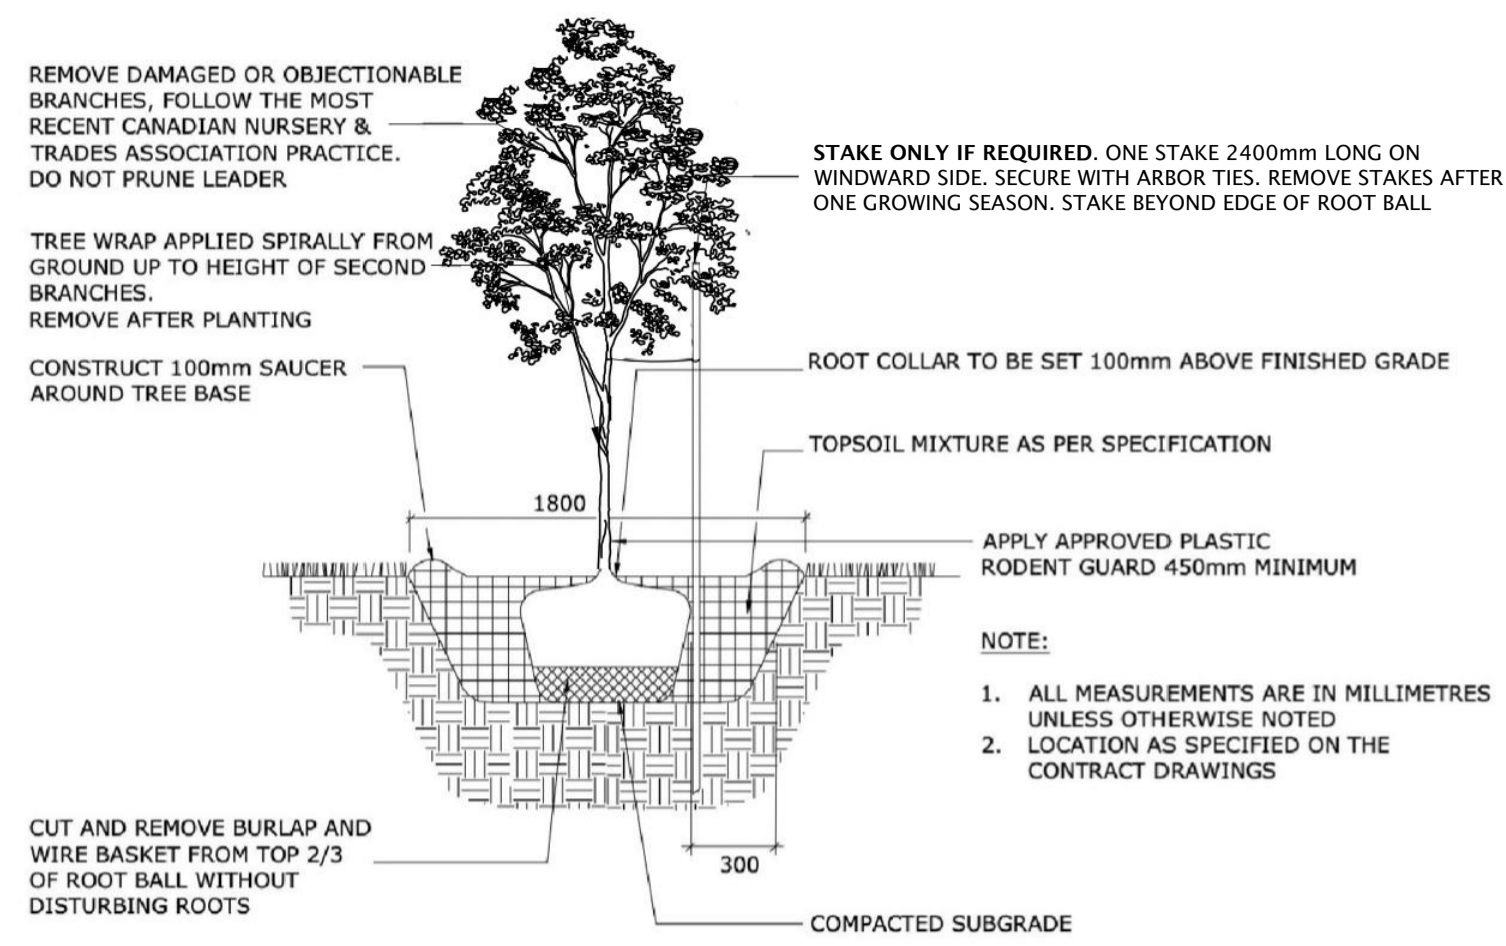 REMOVE DAMAGED OR OBJECTIONABLE
BRANCHES, FOLLOW THE MOST
RECENT CANADIAN NURSERY &
TRADES ASSOCIATION PRACTICE.
DO NOT PRUNE LEADER
STAKE ONLY IF REQUIRED. ONE STAKE 2400mm LONG ON
WINDWARD SIDE. SECURE WITH ARBOR TIES. REMOVE STAKES AFTER
ONE GROWING SEASON. STAKE BEYOND EDGE OF ROOT BALL
TREE WRAP APPLIED SPIRALLY FROM
GROUND UP TO HEIGHT OF SECOND
BRANCHES.
REMOVE AFTER PLANTING
CONSTRUCT 100mm SAUCER
AROUND TREE BASE
ROOT COLLAR TO BE SET 100mm ABOVE FINISHED GRADE
TOPSOIL MIXTURE AS PER SPECIFICATION
1800
APPLY APPROVED PLASTIC
RODENT GUARD 450mm MINIMUM
NOTE:
1. ALL MEASUREMENTS ARE IN MILLIMETRES
UNLESS OTHERWISE NOTED
2. LOCATION AS SPECIFIED ON THE
CONTRACT DRAWINGS
CUT AND REMOVE BURLAP AND
WIRE BASKET FROM TOP 2/3
OF ROOT BALL WITHOUT
DISTURBING ROOTS
300
COMPACTED SUBGRADE